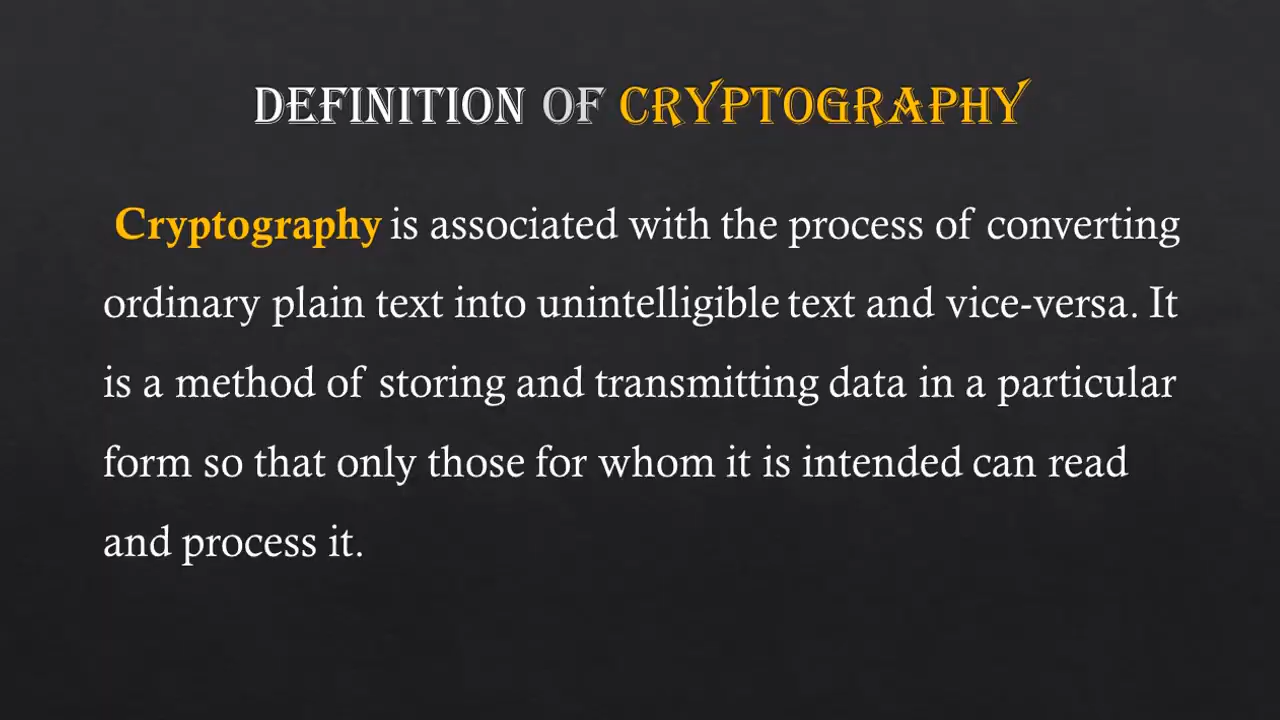 DEFINITION OF CRYPTOGRAPHY
Cryptography is associated with the process of converting
ordinary plain text into unintelligible text and vice-versa. It
is a method of storing and transmitting data in a particular
form so that only those for whom it is intended can read
and process it.